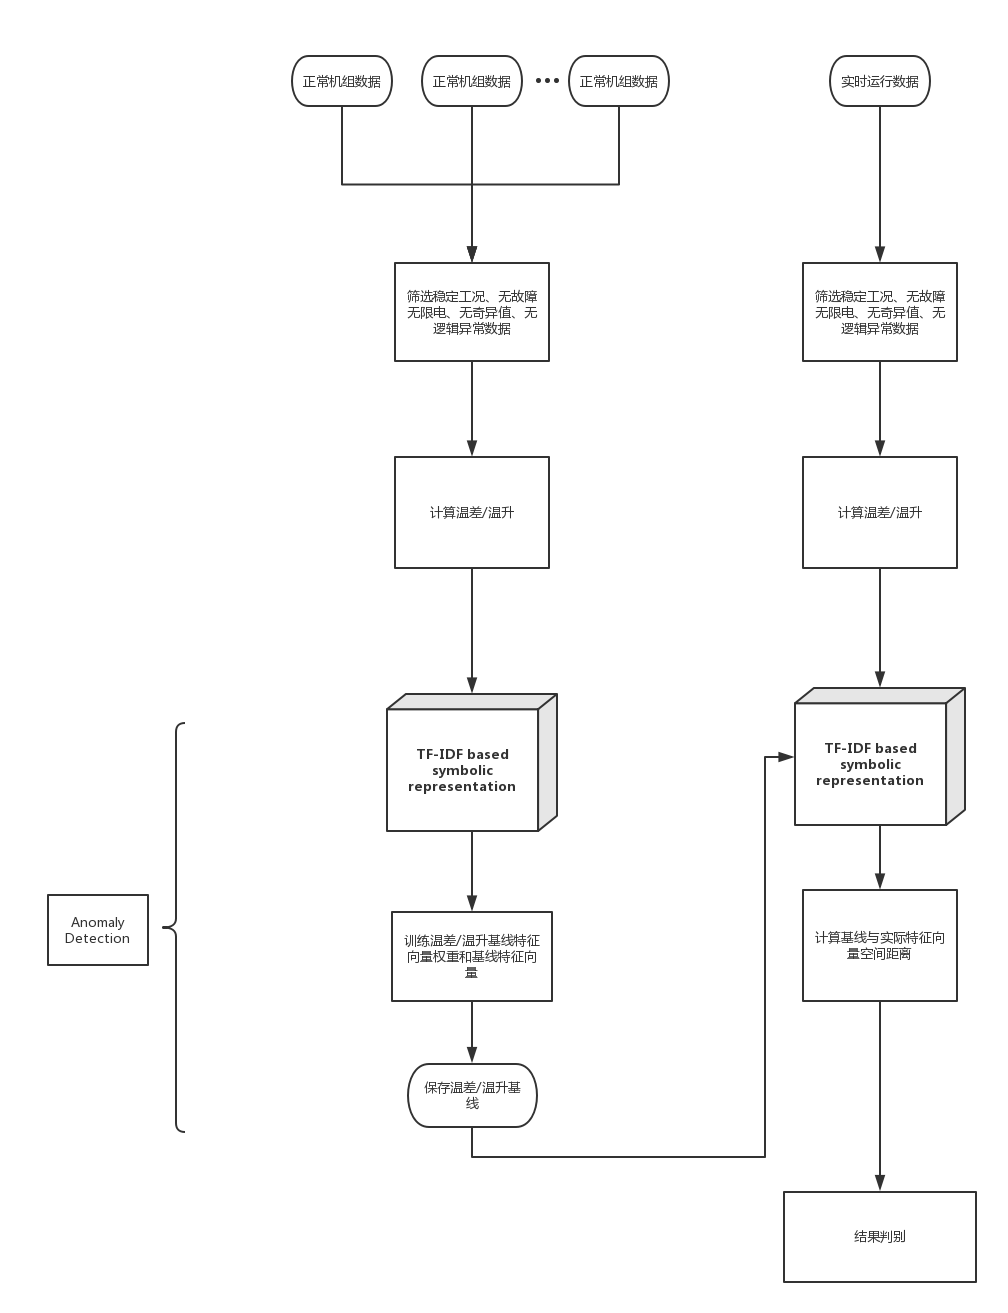 正常机组数据
正常机组数据
•••
正常机组数据
实时运行数据
筛选稳定工况、无故障
无限电、无奇异值、无
逻辑异常数据
筛选稳定工况、无故障
无限电、无奇异值、无
逻辑异常数据
计算温差/温升
计算温差/温升
TF-IDF based
symbolic
representation
TF-IDF based
symbolic
representation
Anomaly
Detection
训练温差/温升基线特征
向量权重和基线特征向
量
计算基线与实际特征向
量空间距离
保存温差/温升基
线
结果判别